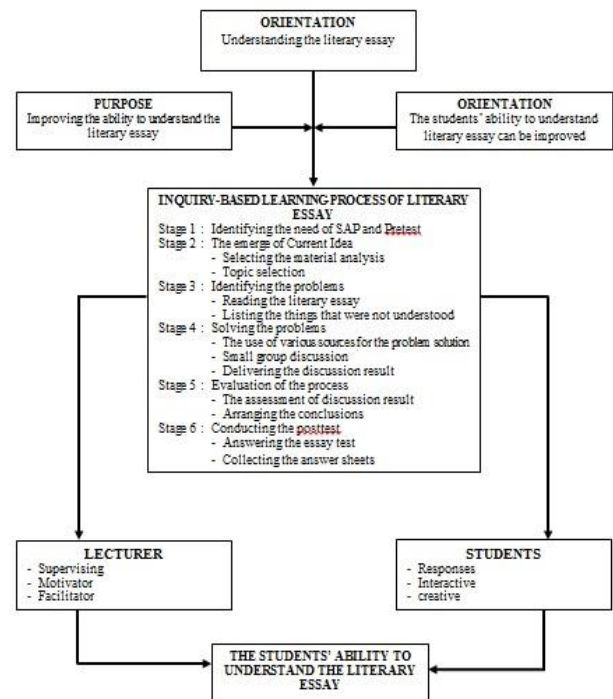 ORIENTATION
Understanding the literary essay
PURPOSE
Improving the ability to understand the
literary essay
ORIENTATION
The students' ability to understand
literary essay can be improved
INQUIRY-BASED LEARNING PROCESS OF LITERARY
ESSAY
Stage 1 : Identifying the need of SAP and Pretest
Stage 2 : The emerge of Current Idea
- Selecting the material analysis
- Topic selection
Stage 3 : Identifying the problems
- Reading the literary essay
- Listing the things that were not understood
Stage 4 : Solving the problems
- The use of various sources for the problem solution
- Small group discussion
- Delivering the discussion result
Stage 5 : Evaluation of the process
- The assessment of discussion result
- Arranging the conclusions
Stage 6 : Conducting the posttest
- Answering the essay test
- Collecting the answer sheets
LECTURER
- Supervising
- Motivator
- Facilitator
STUDENTS
- Responses
- Interactive
- creative
THE STUDENTS' ABILITY TO
UNDERSTAND THE LITERARY
ESSAY